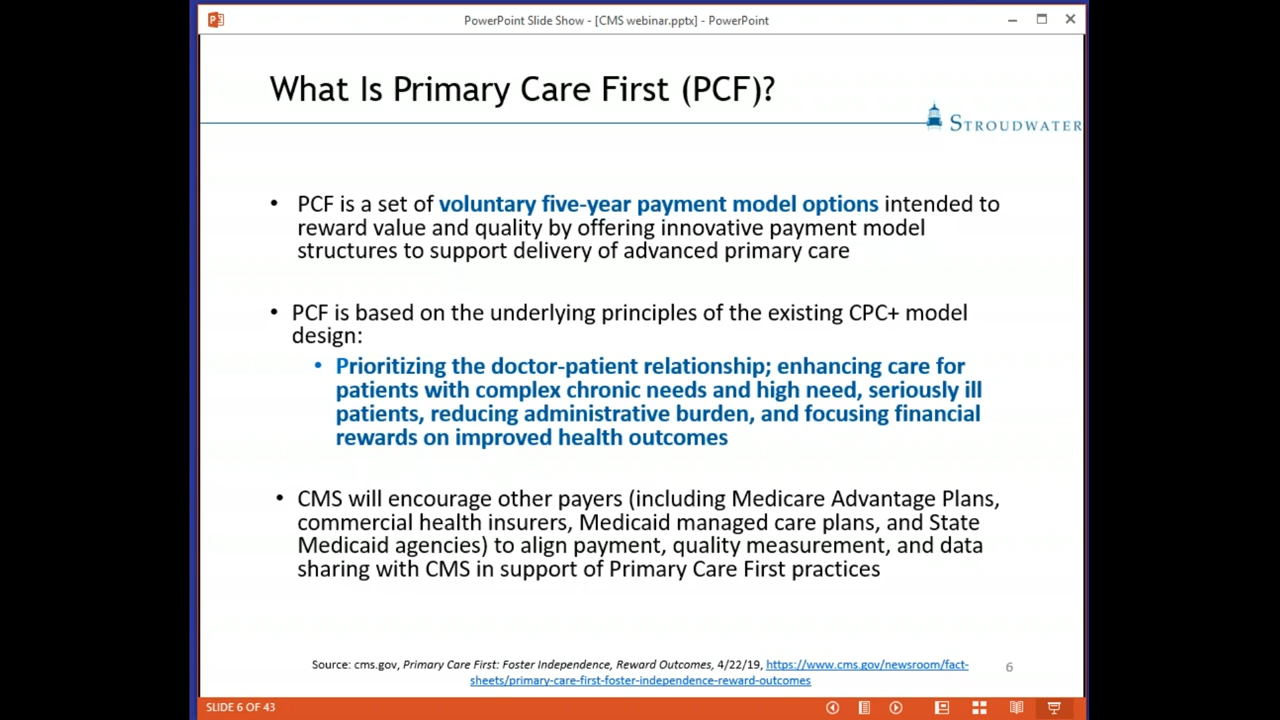 PowerPoint Slide Show - [CMS webinar.pptx] - PowerPoint
What Is Primary Care First (PCF)?
STROUDWATER
• PCF is a set of voluntary five-year payment model options intended to
reward value and quality by offering innovative payment model
structures to support delivery of advanced primary care
• PCF is based on the underlying principles of the existing CPC+ model
design:
• Prioritizing the doctor-patient relationship; enhancing care for
patients with complex chronic needs and high need, seriously ill
patients, reducing administrative burden, and focusing financial
rewards on improved health outcomes
• CMS will encourage other payers (including Medicare Advantage Plans,
commercial health insurers, Medicaid managed care plans, and State
Medicaid agencies) to align payment, quality measurement, and data
sharing with CMS in support of Primary Care First practices
Source: cms.gov, Primary Care First: Foster Independence, Reward Outcomes, 4/22/19, https://www.cms.gov/newsroom/fact-
sheets/primary-care-first-foster-independence-reward-outcomes
6
SLIDE 6 OF 43